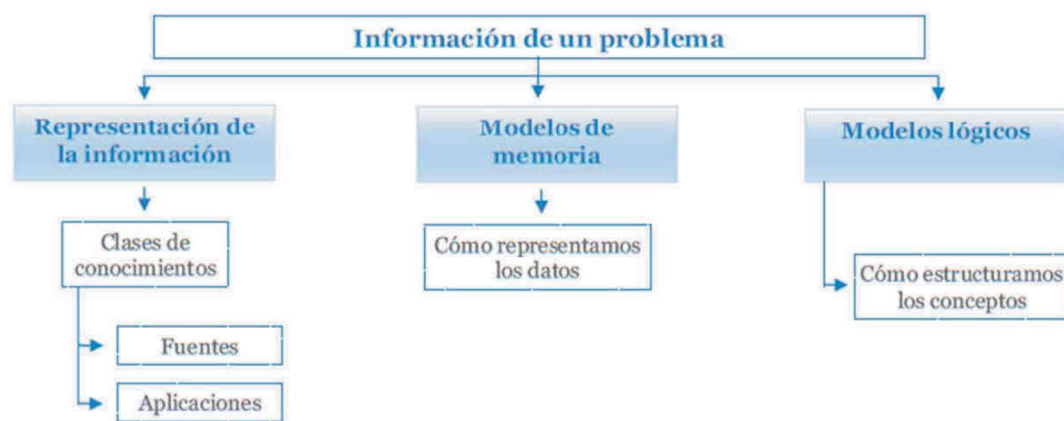 Información de un problema
Representación de
la información
Modelos de
memoria
Modelos lógicos
Clases de
conocimientos
Cómo representamos
los datos
Cómo estructuramos
los conceptos
Fuentes
Aplicaciones